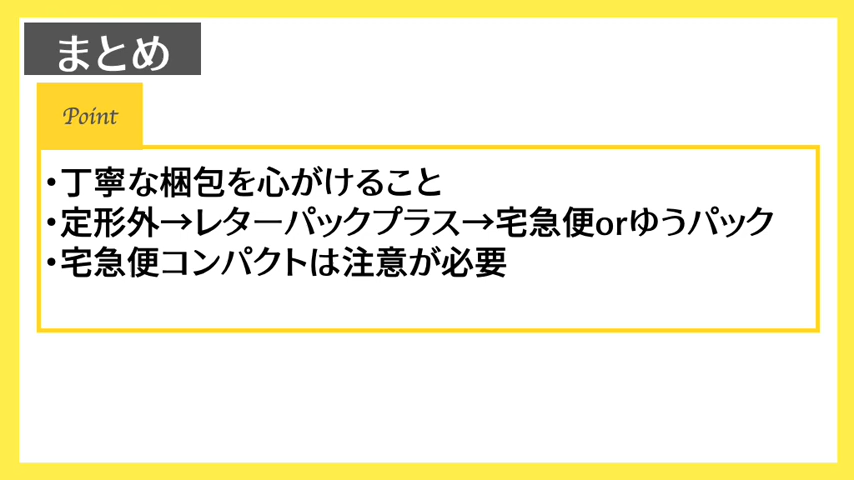 まとめ
Point
・丁寧な梱包を心がけること
・定形外→レターパックプラス→宅急便orゆうパック
・宅急便コンパクトは注意が必要